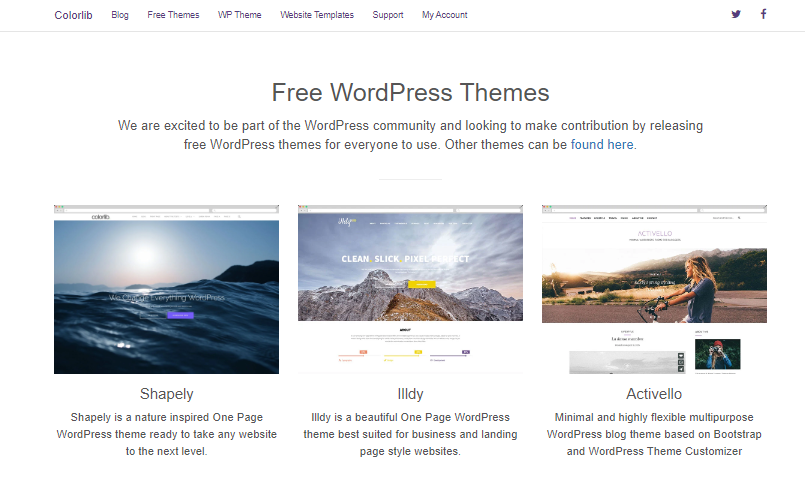 Colorlib Blog Free Themes WP Theme Website Templates Support My Account
Free WordPress Themes
We are excited to be part of the WordPress community and looking to make contribution by releasing
free WordPress themes for everyone to use. Other themes can be found here.
colorlib.
We Change Everything WordPress
Illdy
CLEAN. SLICK. PIXEL PERFECT
ABOUT
ACTIVELLO
Shapely
Shapely is a nature inspired One Page
WordPress theme ready to take any website
to the next level.
Illdy
Illdy is a beautiful One Page WordPress
theme best suited for business and landing
page style websites.
Activello
Minimal and highly flexible multipurpose
WordPress blog theme based on Bootstrap
and WordPress Theme Customizer